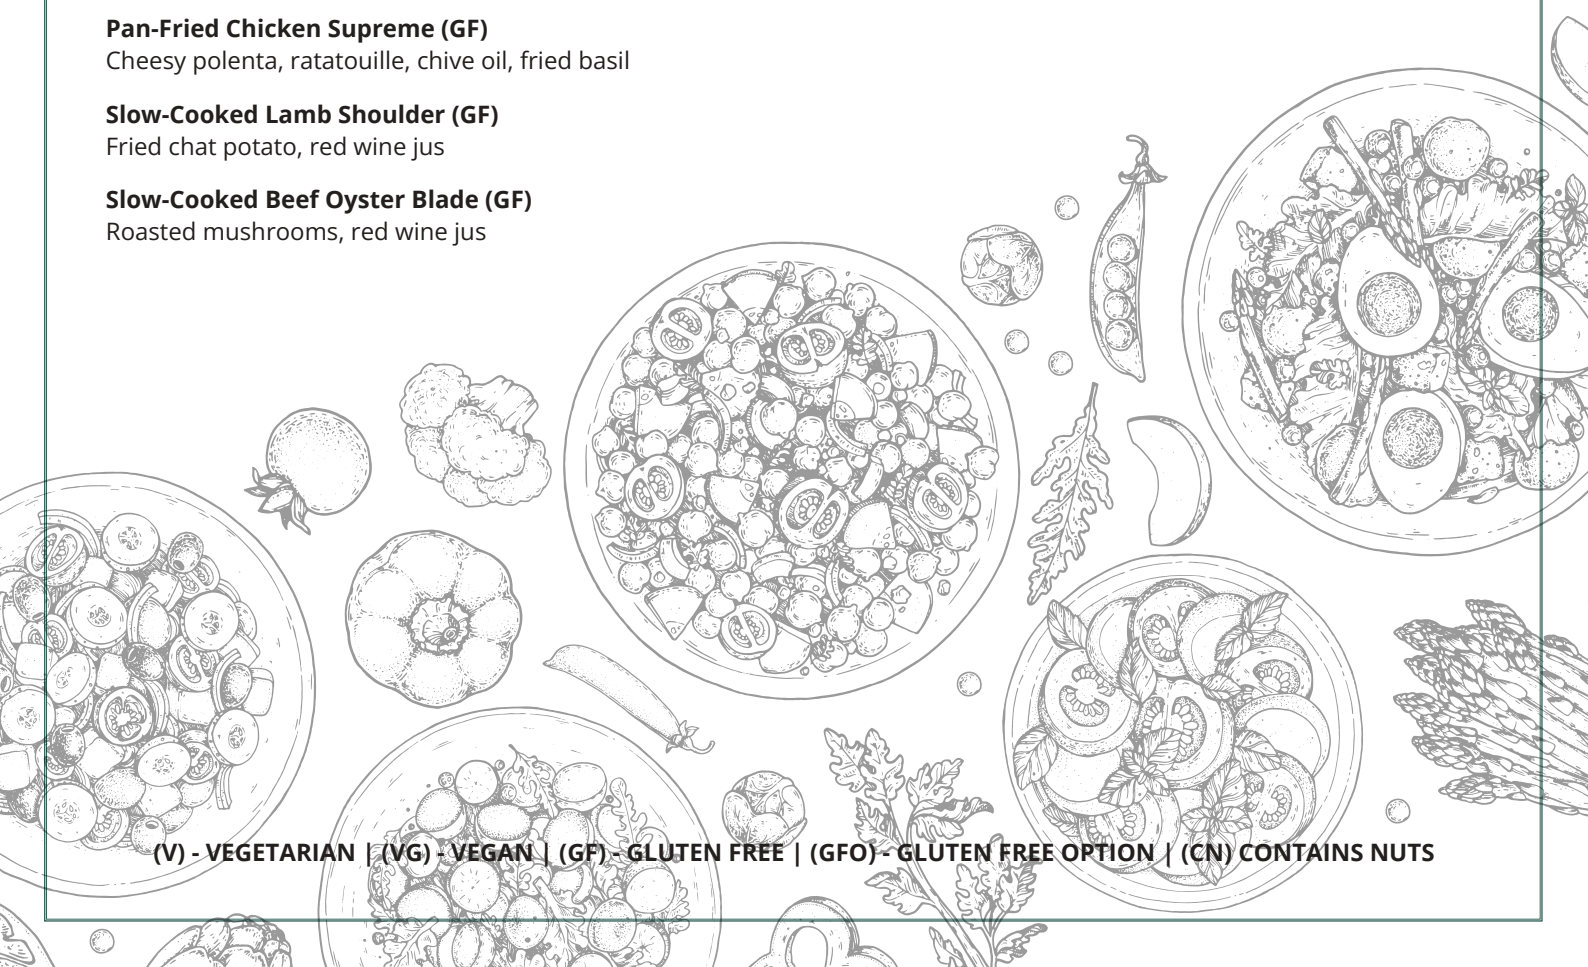 Pan-Fried Chicken Supreme (GF)
Cheesy polenta, ratatouille, chive oil, fried basil
Slow-Cooked Lamb Shoulder (GF)
Fried chat potato, red wine jus
Slow-Cooked Beef Oyster Blade (GF)
Roasted mushrooms, red wine jus
(V) - VEGETARIAN | (VG) - VEGAN | (GF) - GLUTEN FREE | (GFO) - GLUTEN FREE OPTION | (CN) CONTAINS NUTS